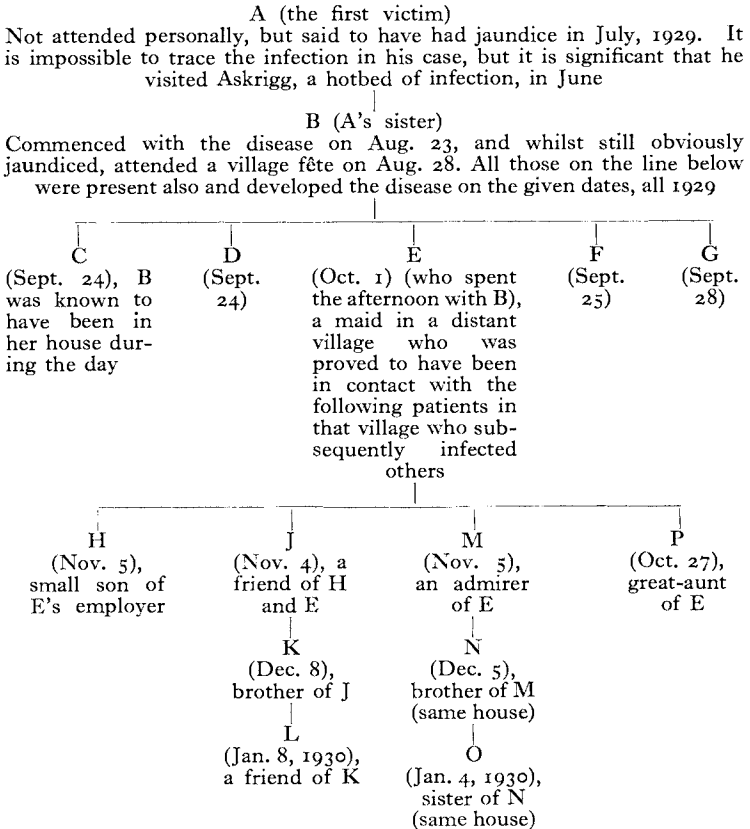 A (the first victim)
Not attended personally, but said to have had jaundice in July, 1929. It
is impossible to trace the infection in his case, but it is significant that he
visited Askrigg, a hotbed of infection, in June
B (A's sister)
Commenced with the disease on Aug. 23, and whilst still obviously
jaundiced, attended a village fête on Aug. 28. All those on the line below
were present also and developed the disease on the given dates, all 1929
C
(Sept. 24), B
was known to
have been in
her house dur-
ing the day
D
(Sept.
24)
E
(Oct. 1) (who spent
the afternoon with B),
a maid in a distant
village who was
proved to have been
in contact with the
following patients in
that village who sub-
sequently infected
others
F
(Sept.
25)
G
(Sept.
28)
H
(Nov. 5),
small son of
E's employer
J
(Nov. 4), a
friend of H
and E
K
(Dec. 8),
brother of J
L
(Jan. 8, 1930),
a friend of K
M
(Nov. 5),
an admirer
of E
N
(Dec. 5),
brother of M
(same house)
O
(Jan. 4, 1930),
sister of N
(same house)
P
(Oct. 27),
great-aunt
of E